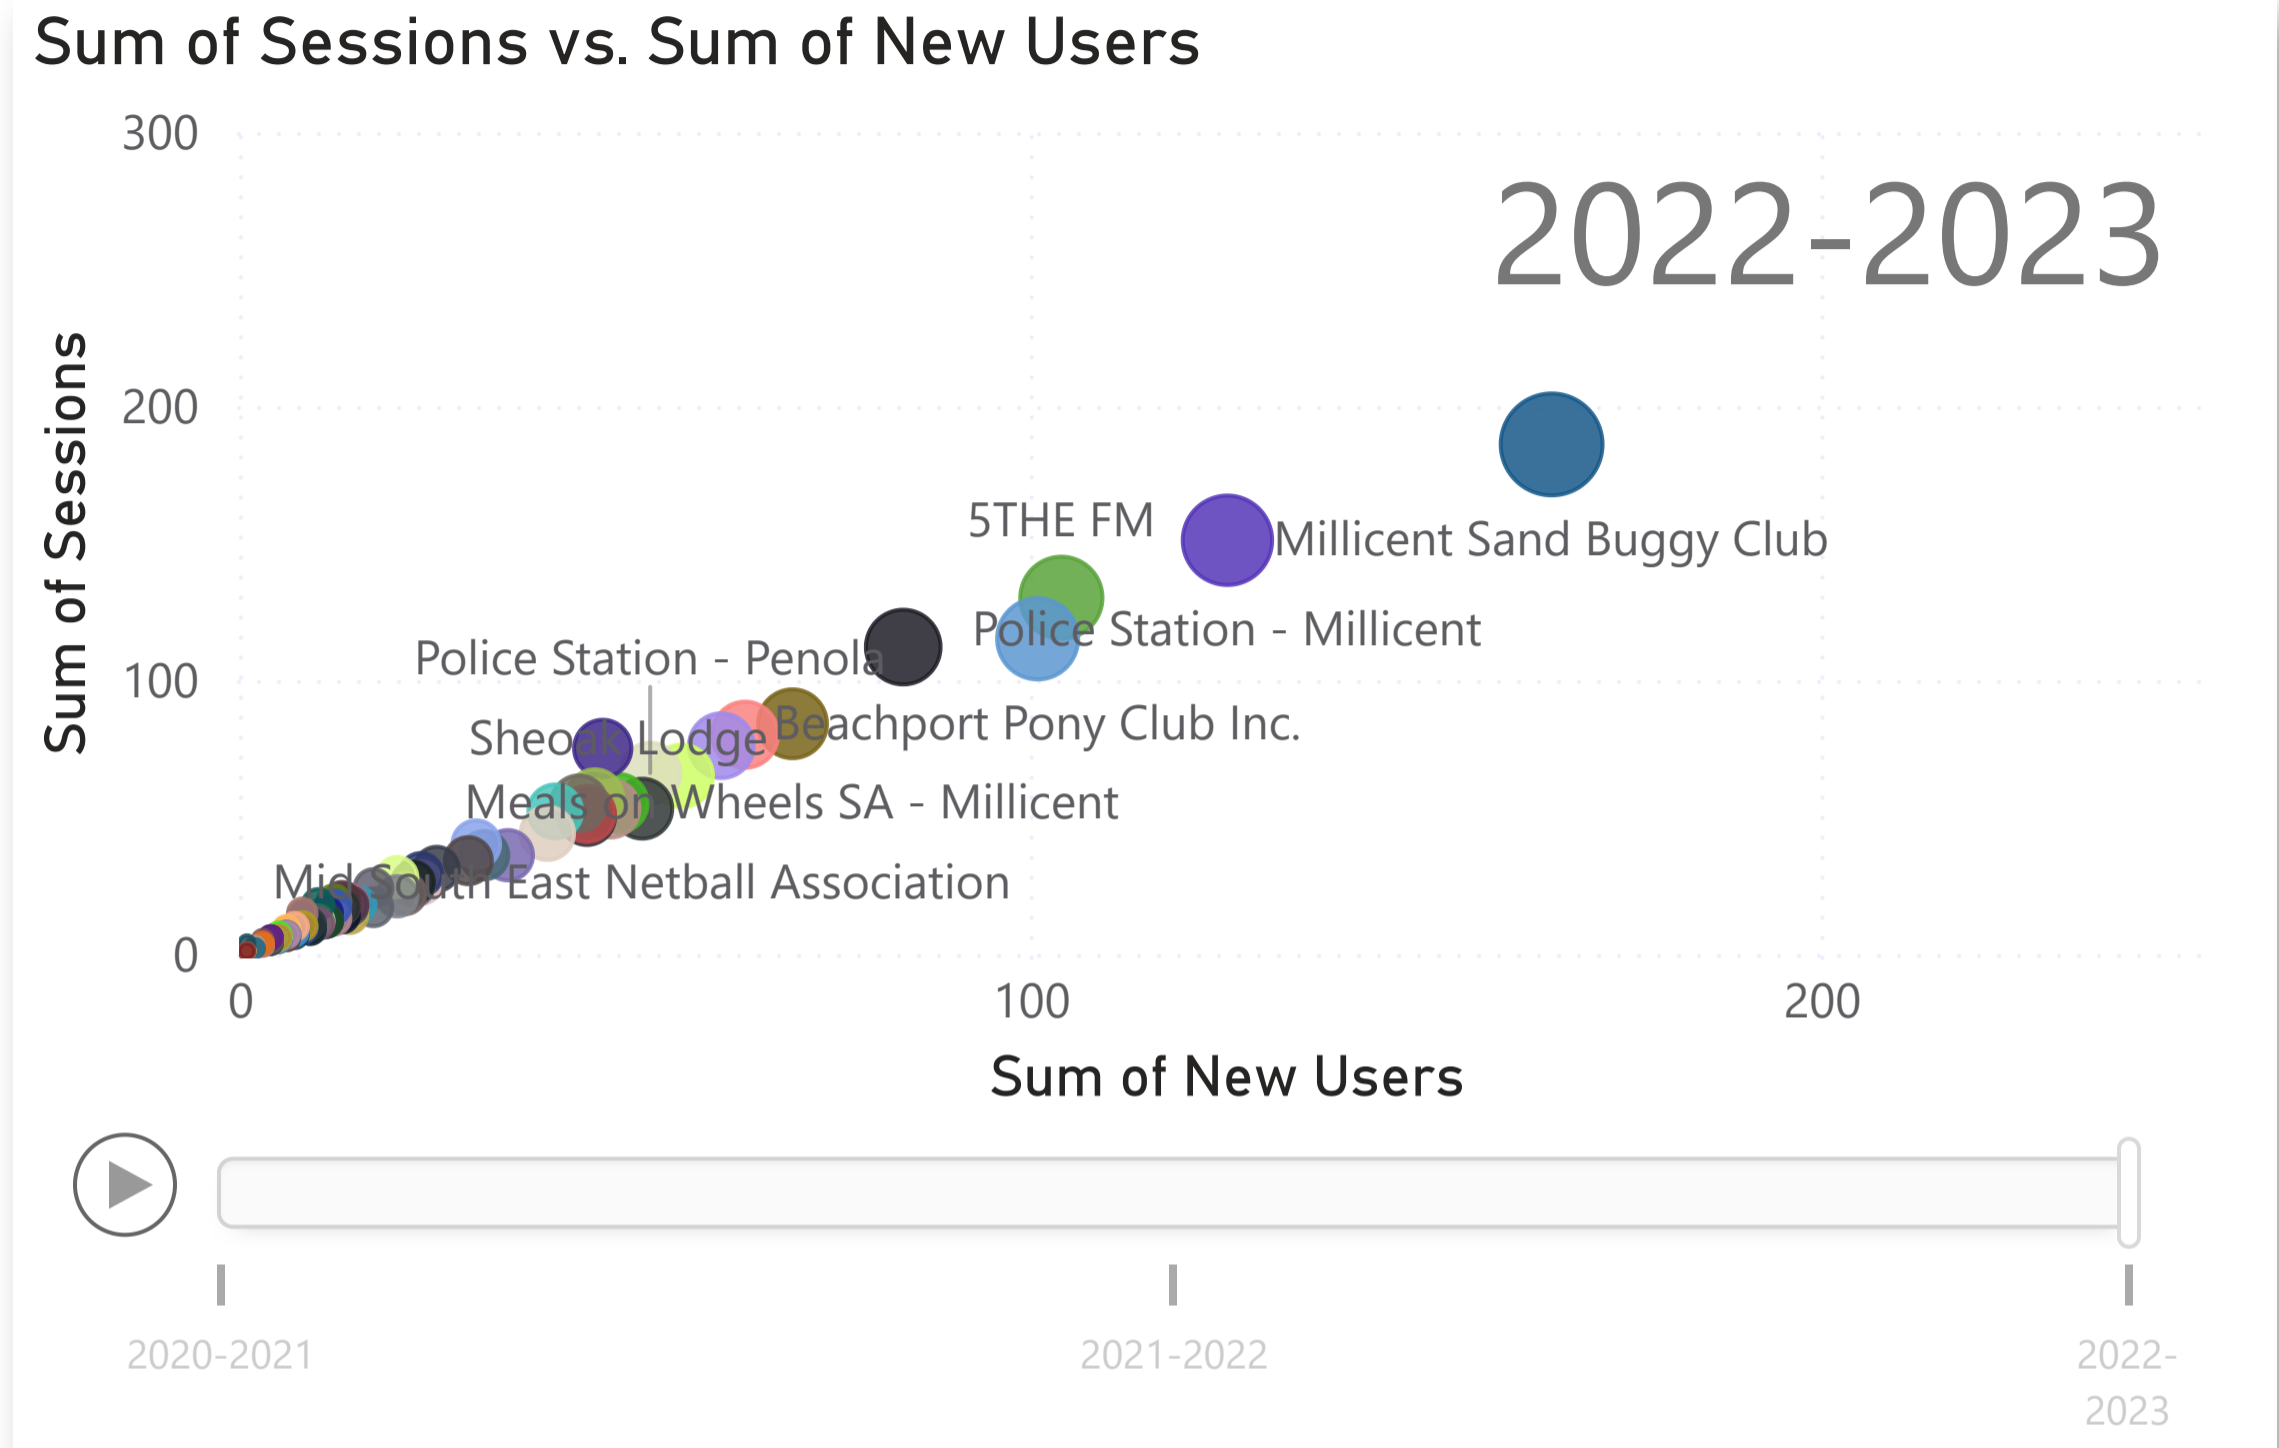 Sum of Sessions vs. Sum of New Users
300
2022-2023
200
5THE FM
Millicent Sand Buggy Club
Police Station - Millicent
Police Station - Penola
100
Beachport Pony Club Inc.
Sheoak Lodge
Meals on Wheels SA - Millicent
Mid South East Netball Association
0
Sum of Sessions
0
100
200
Sum of New Users
2020-2021
2021-2022
2022-
2023